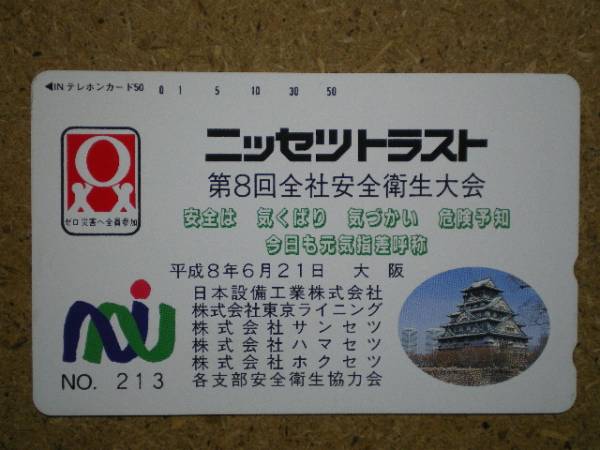 ◀IN テレホンカード50 0 1 5 10 30 50
ニッセツトラスト
第8回全社安全衛生大会
ゼロ災害へ全員参加
安全は 気くばり 気づかい 危険予知
今日も元気指差呼称
平成8年6月21日 大阪
日本設備工業株式会社
株式会社東京ライニング
株式会社サンセツ
株式会社ハマセツ
株式会社ホクセツ
各支部安全衛生協力会
NO. 213